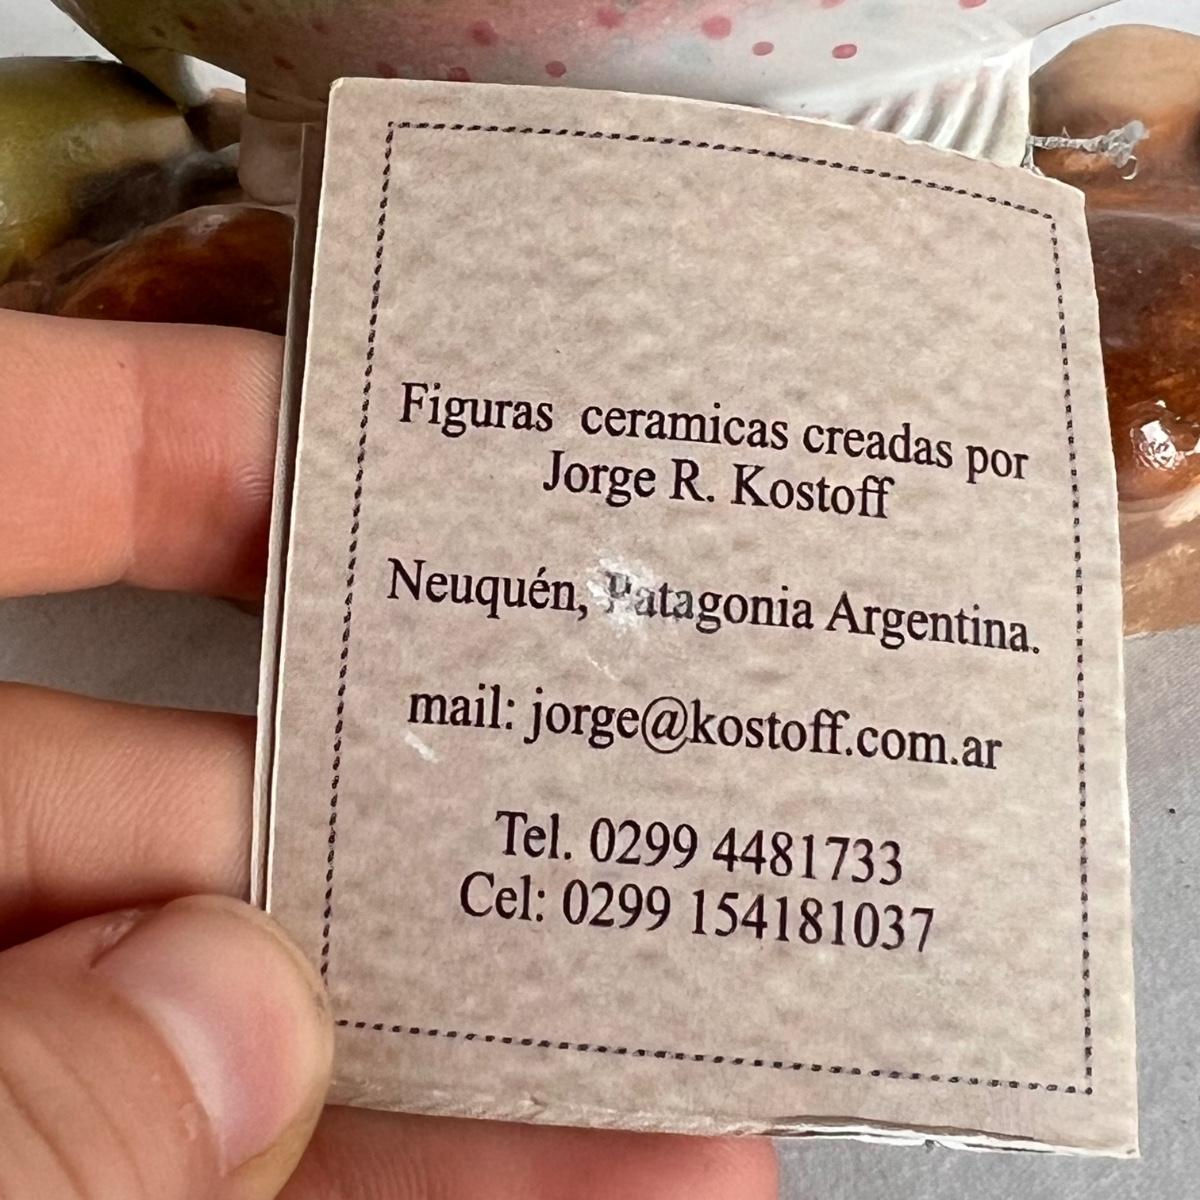 Figuras ceramicas creadas por
Jorge R. Kostoff
Neuquén, Patagonia Argentina.
mail: jorge@kostoff.com.ar
Tel. 0299 4481733
Cel: 0299 154181037